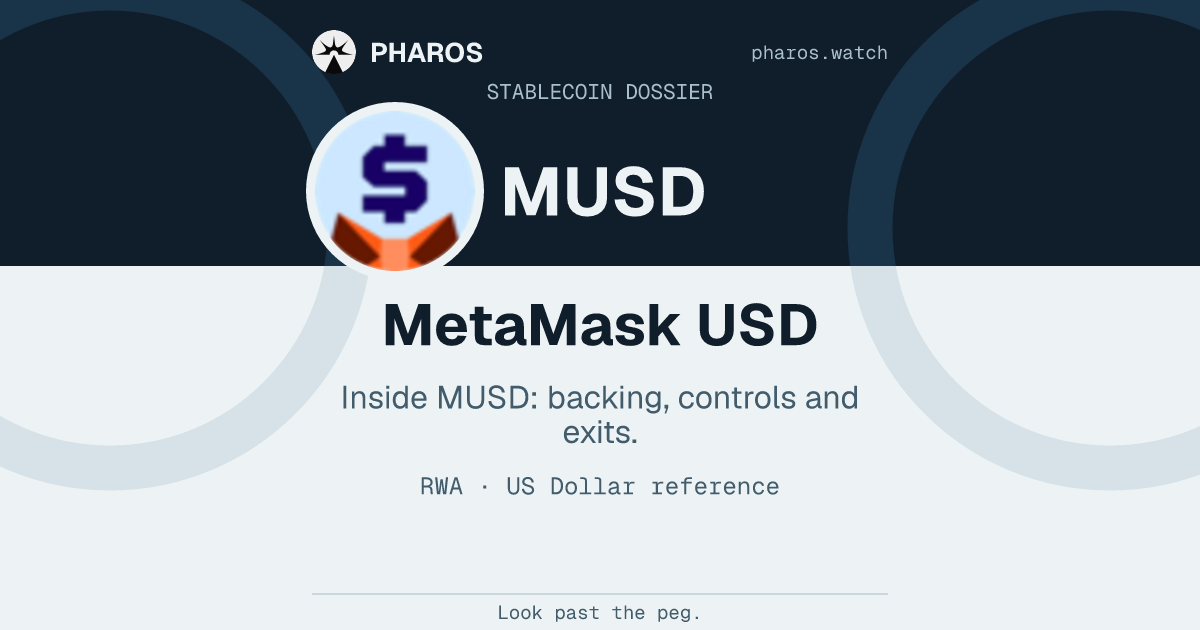 PHAROS
pharos.watch
STABLECOIN DOSSIER
$
MUSD
MetaMask USD
Inside MUSD: backing, controls and
exits.
RWA · US Dollar reference
Look past the peg.